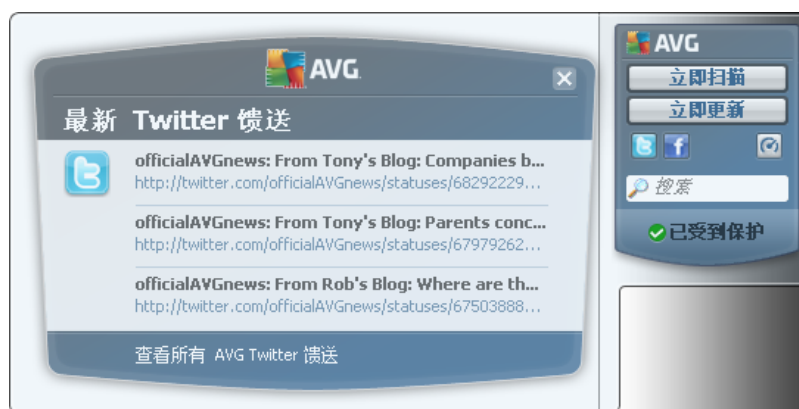 AVG
最新 Twitter 馈送
officialAVGnews: From Tony's Blog: Companies b...
http://twitter.com/officialAVGnews/statuses/68292229...
officialAVGnews: From Tony's Blog: Parents conc...
http://twitter.com/officialAVGnews/statuses/67979262...
officialAVGnews: From Rob's Blog: Where are th...
http://twitter.com/officialAVGnews/statuses/67503888...
查看所有 AVG Twitter 馈送
AVG
立即扫描
立即更新
搜索
已受到保护